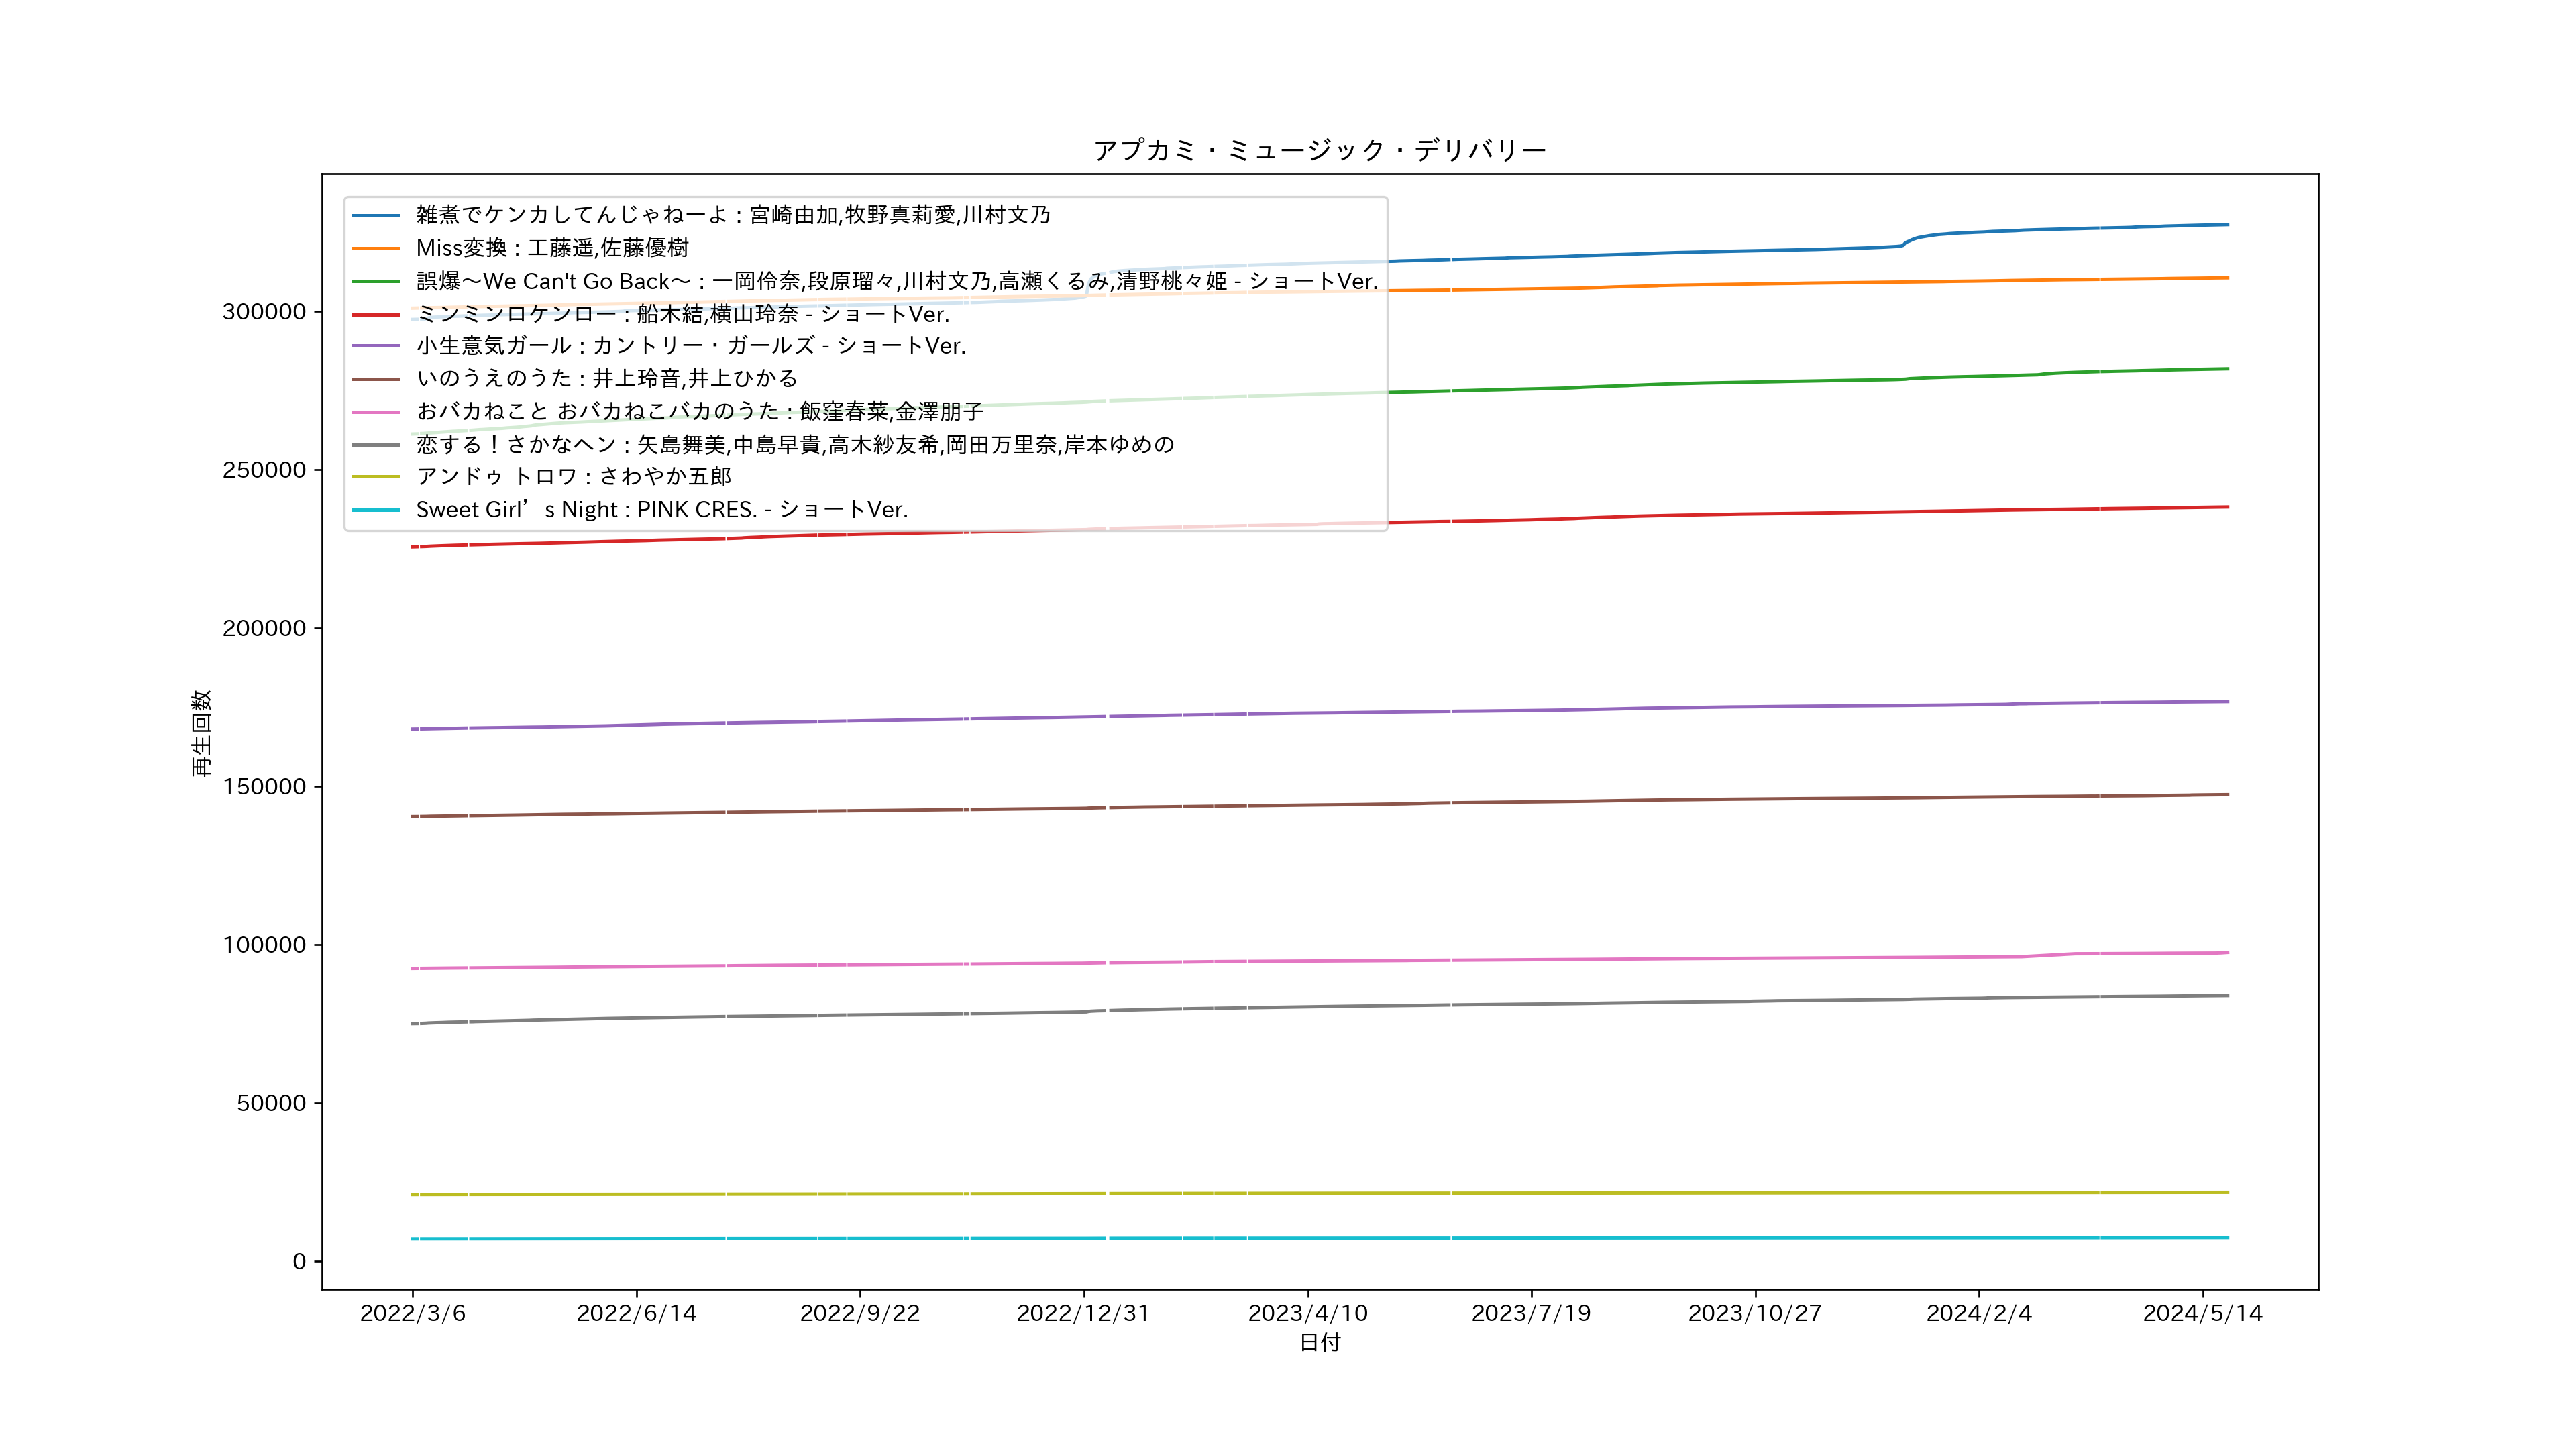 アプカミ・ミュージック・デリバリー
雑煮でケンカしてんじゃねーよ : 宮崎由加,牧野真莉愛,川村文乃
Miss変換 : 工藤遥,佐藤優樹
誤爆〜We Can't Go Back〜 : 一岡伶奈,段原瑠々,川村文乃,高瀬くるみ,清野桃々姫 - ショートVer.
ミンミンロケンロー : 船木結,横山玲奈 - ショートVer.
小生意気ガール : カントリー・ガールズ - ショートVer.
いのうえのうた : 井上玲音,井上ひかる
おバカねこと おバカねこバカのうた : 飯窪春菜,金澤朋子
恋する！さかなヘン : 矢島舞美,中島早貴,高木紗友希,岡田万里奈,岸本ゆめの
アンドゥ トロワ : さわやか五郎
Sweet Girl’s Night : PINK CRES. - ショートVer.
再生回数
300000
250000
200000
150000
100000
50000
0
2022/3/6 2022/6/14 2022/9/22 2022/12/31 2023/4/10 2023/7/19 2023/10/27 2024/2/4 2024/5/14
日付